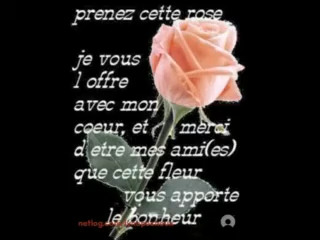 prenez cette rose
je vous
l offre
avec mon
coeur, et merci
d etre mes ami(es)
que cette fleur
vous apporte
le bonheur